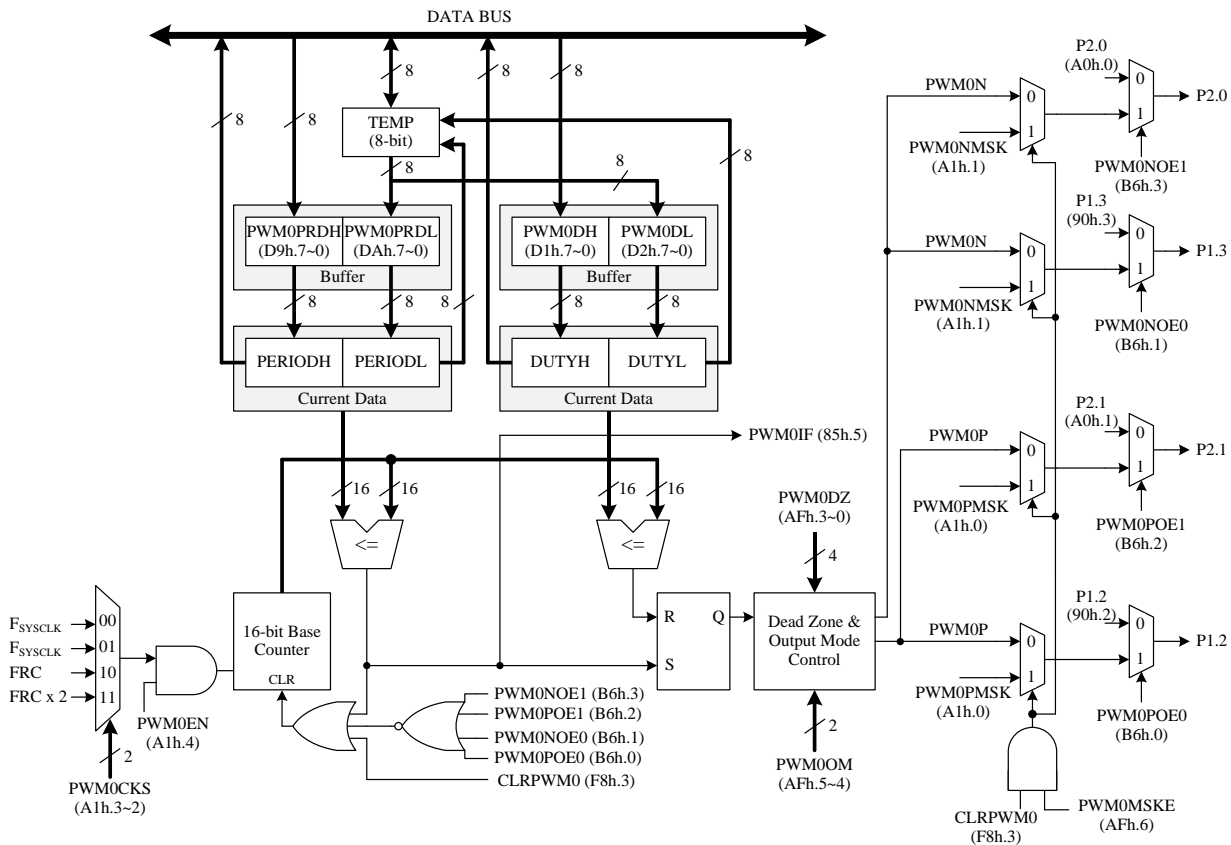 DATA BUS
8
8
8
8
8
8
8
TEMP
(8-bit)
8
8
PWM0PRDH
(D9h.7~0)
PWM0PRDL
(DAh.7~0)
Buffer
PWM0DH
(D1h.7~0)
PWM0DL
(D2h.7~0)
Buffer
8
8
8
8
8
PERIODH
PERIODL
Current Data
DUTYH
DUTYL
Current Data
PWM0IF (85h.5)
16
16
16
16
<=
<=
F_SYSCLK
F_SYSCLK
FRC
FRC x 2
00
01
10
11
2
PWM0CKS
(A1h.3~2)
PWM0EN
(A1h.4)
16-bit Base
Counter
CLR
PWM0NOE1 (B6h.3)
PWM0POE1 (B6h.2)
PWM0NOE0 (B6h.1)
PWM0POE0 (B6h.0)
CLRPWM0 (F8h.3)
R
Q
S
PWM0DZ
(AFh.3~0)
4
Dead Zone &
Output Mode
Control
2
PWM0OM
(AFh.5~4)
PWM0N
0
1
PWM0NMSK
(A1h.1)
P2.0
(A0h.0)
0
1
P2.0
PWM0NOE1
(B6h.3)
PWM0N
0
1
PWM0NMSK
(A1h.1)
P1.3
(90h.3)
0
1
P1.3
PWM0NOE0
(B6h.1)
PWM0P
0
1
PWM0PMSK
(A1h.0)
P2.1
(A0h.1)
0
1
P2.1
PWM0POE1
(B6h.2)
PWM0P
0
1
PWM0PMSK
(A1h.0)
P1.2
(90h.2)
0
1
P1.2
PWM0POE0
(B6h.0)
CLRPWM0
(F8h.3)
PWM0MSKE
(AFh.6)